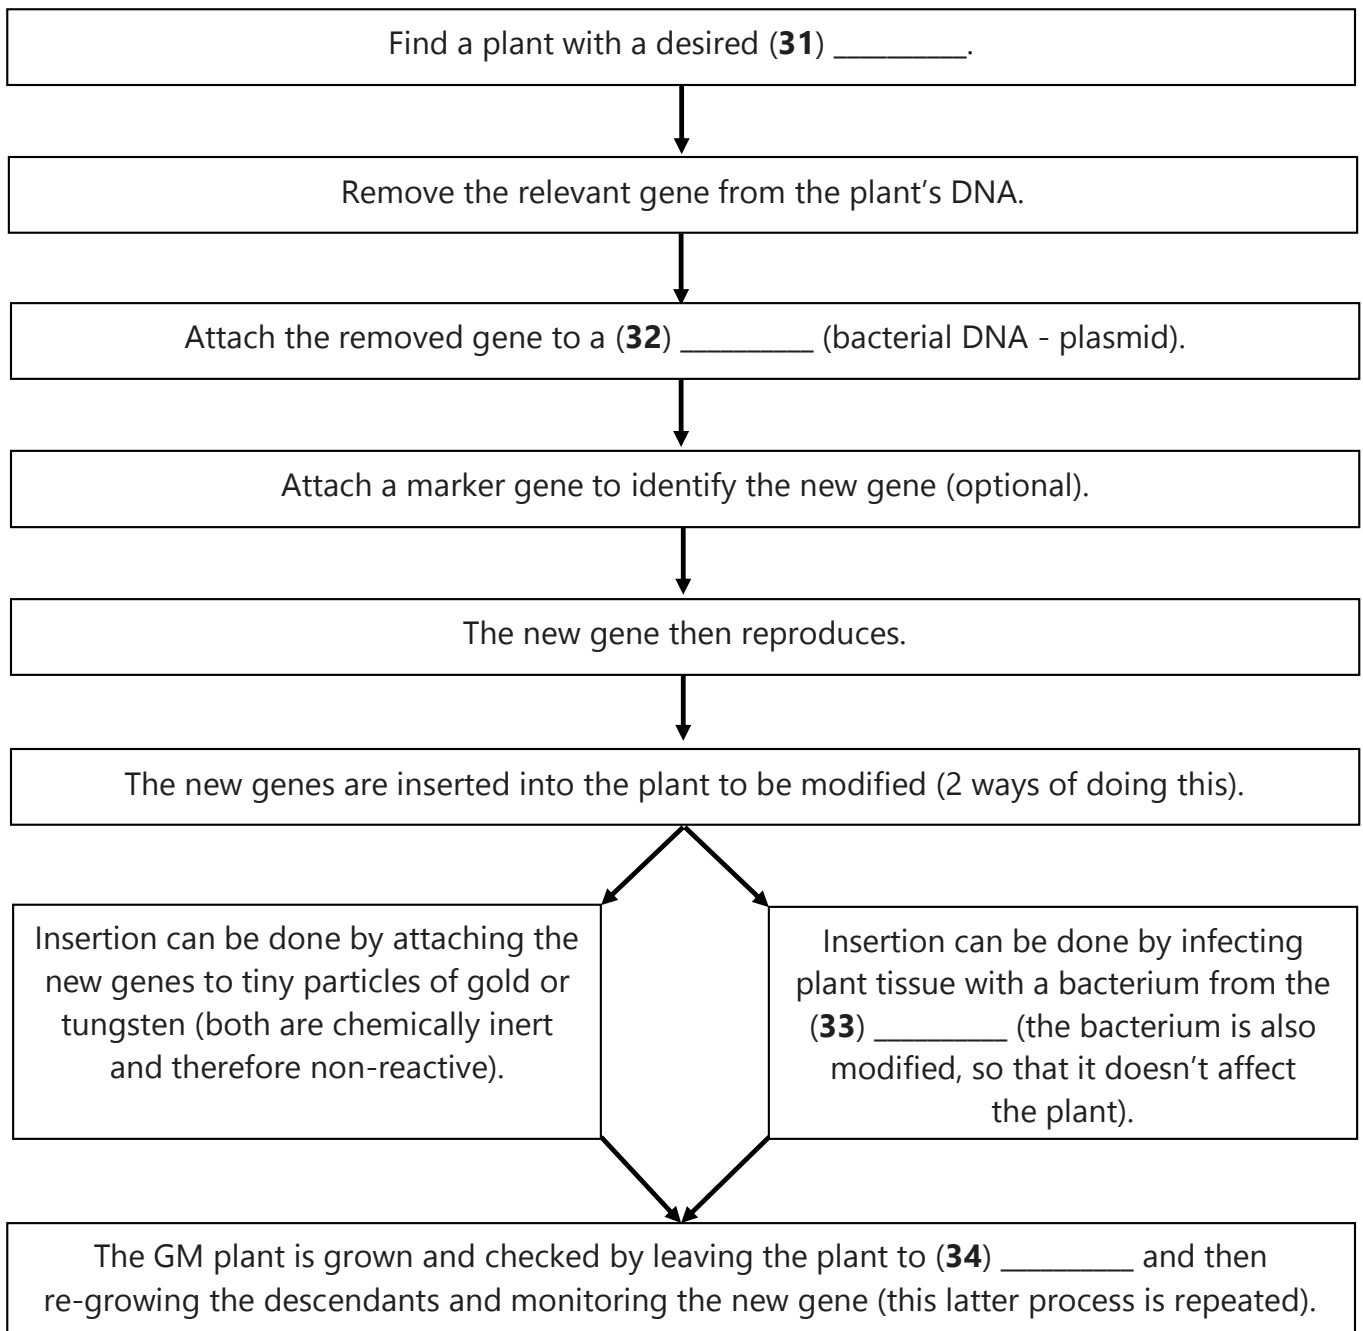 Find a plant with a desired (31) __________.
Remove the relevant gene from the plant’s DNA.
Attach the removed gene to a (32) __________ (bacterial DNA - plasmid).
Attach a marker gene to identify the new gene (optional).
The new gene then reproduces.
The new genes are inserted into the plant to be modified (2 ways of doing this).
Insertion can be done by attaching the
new genes to tiny particles of gold or
tungsten (both are chemically inert
and therefore non-reactive).
Insertion can be done by infecting
plant tissue with a bacterium from the
(33) __________ (the bacterium is also
modified, so that it doesn’t affect
the plant).
The GM plant is grown and checked by leaving the plant to (34) __________ and then
re-growing the descendants and monitoring the new gene (this latter process is repeated).